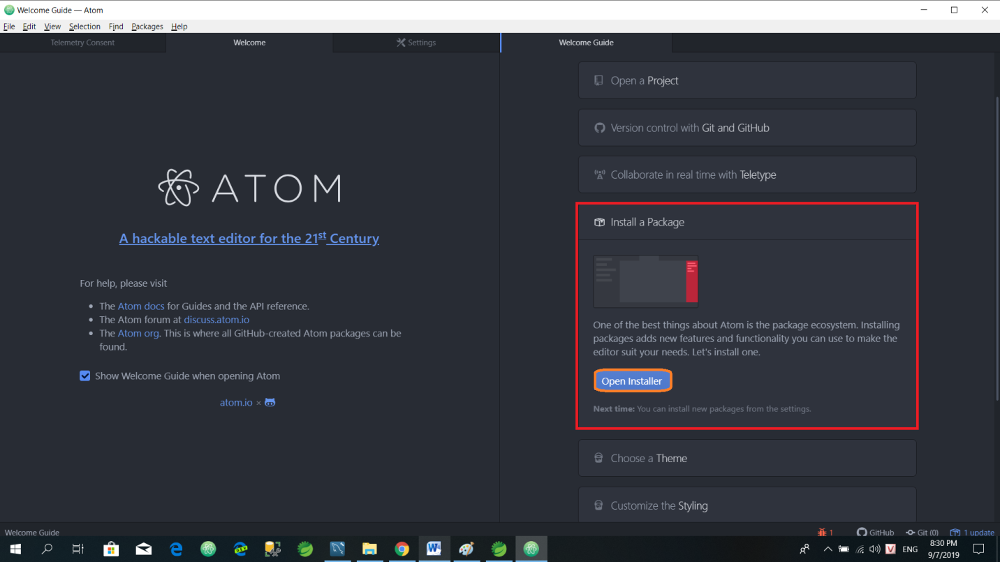 Welcome Guide — Atom
File Edit View Selection Find Packages Help
Telemetry Consent
Welcome
Settings
Welcome Guide
ATOM
A hackable text editor for the 21st Century
For help, please visit
The Atom docs for Guides and the API reference.
The Atom forum at discuss.atom.io
The Atom org. This is where all GitHub-created Atom packages can be
found.
Show Welcome Guide when opening Atom
atom.io ×
Open a Project
Version control with Git and GitHub
Collaborate in real time with Teletype
Install a Package
One of the best things about Atom is the package ecosystem. Installing
packages adds new features and functionality you can use to make the
editor suit your needs. Let's install one.
Open Installer
Next time: You can install new packages from the settings.
Choose a Theme
Customize the Styling
Welcome Guide
1 GitHub Git (0) 1 update
ENG
8:30 PM
9/7/2019